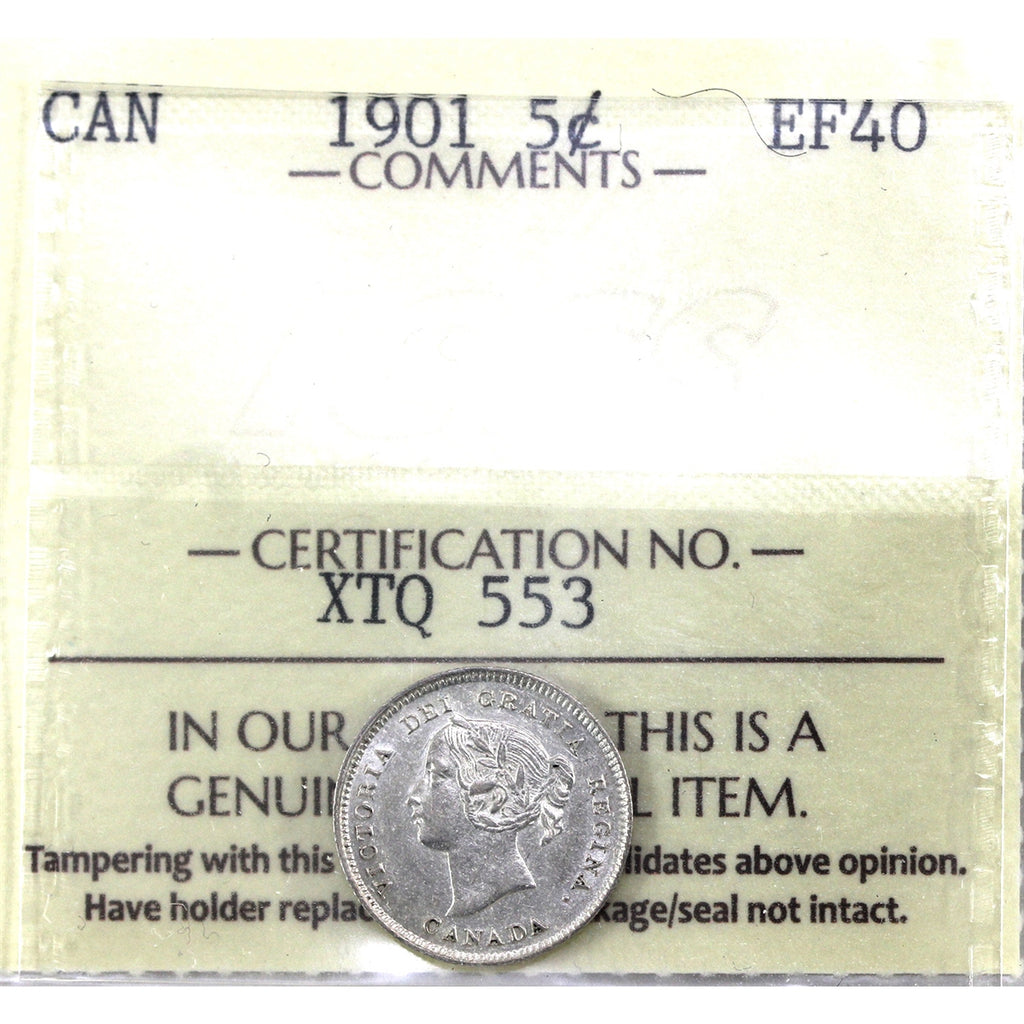 CAN 1901 5¢ EF40
— COMMENTS —
— CERTIFICATION NO. —
XTQ 553
IN OUR THIS IS A
GENUI L ITEM.
Tampering with this lidates above opinion.
Have holder replac kage/seal not intact.
VICTORIA DEI GRATIA REGINA.
CANADA